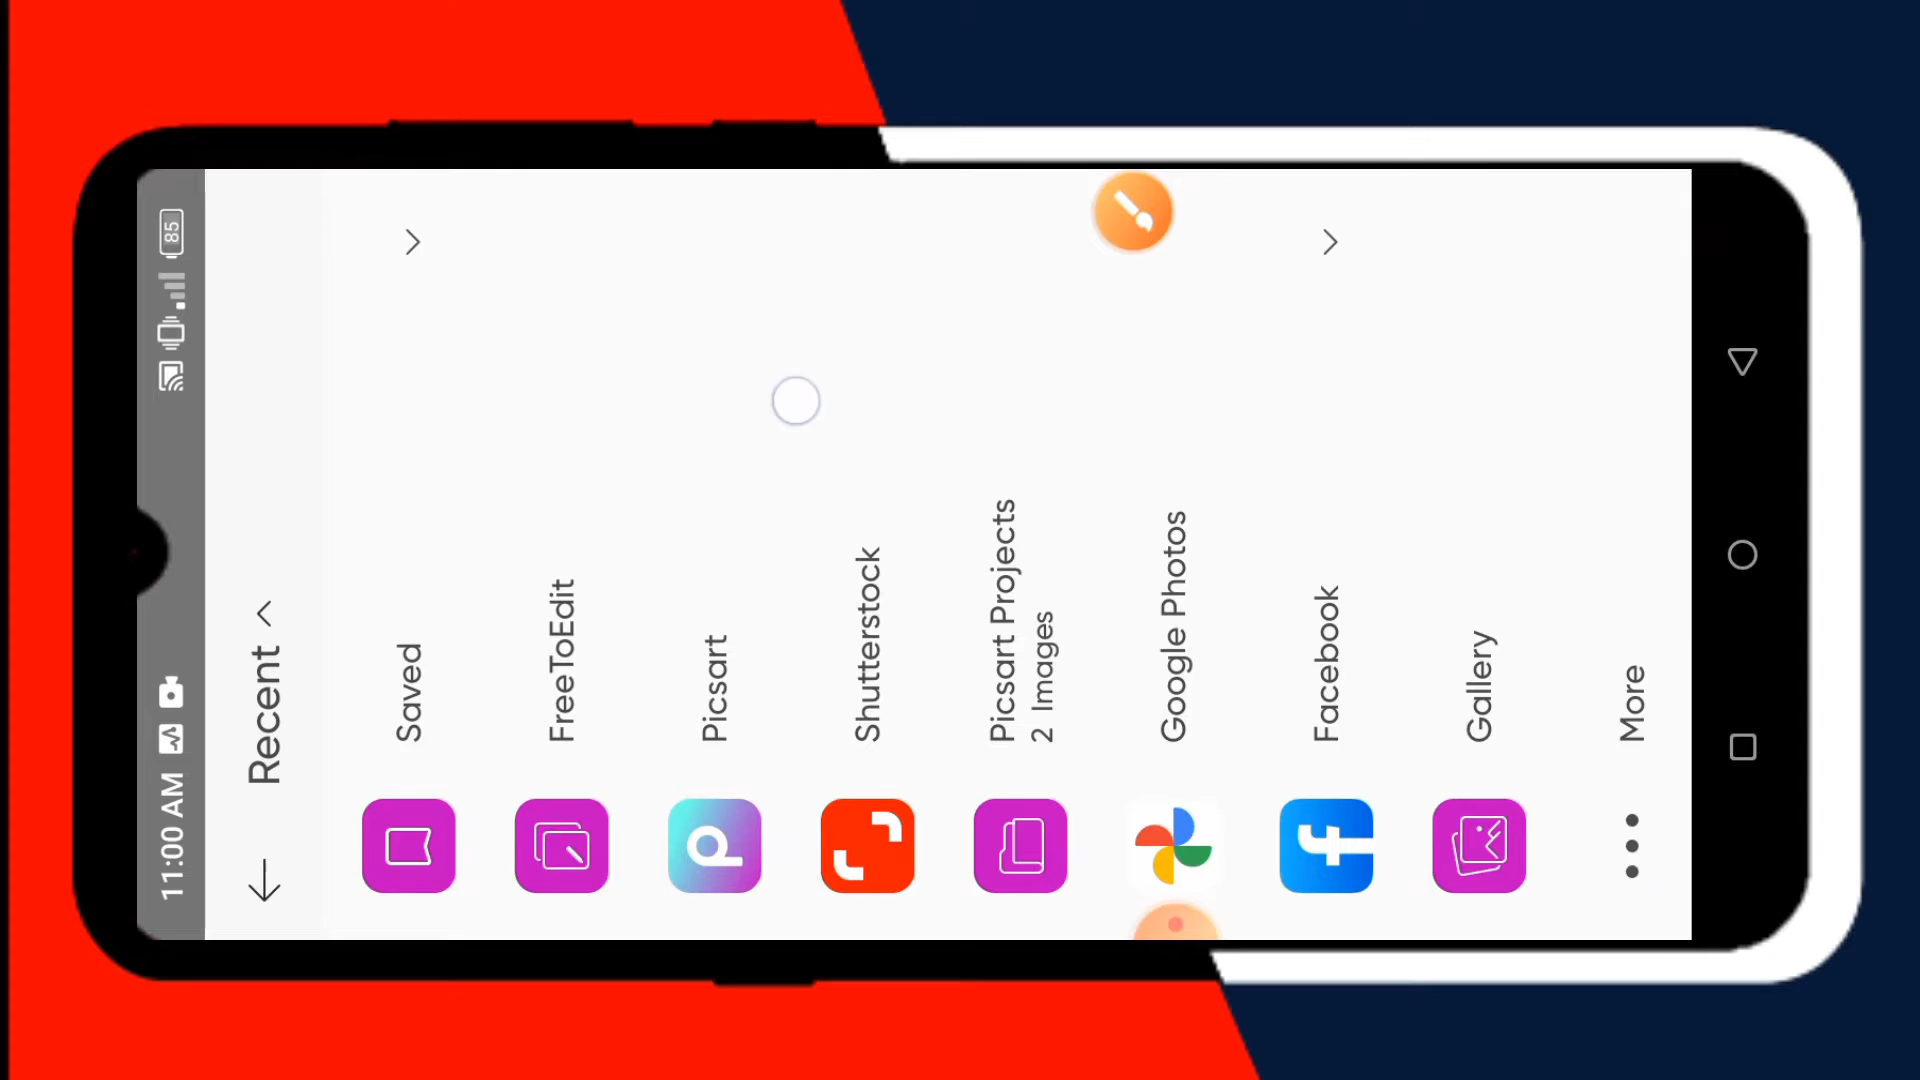 11:00 AM
85
Recent
Saved
FreeToEdit
Picsart
Shutterstock
Picsart Projects
2 Images
Google Photos
Facebook
Gallery
More